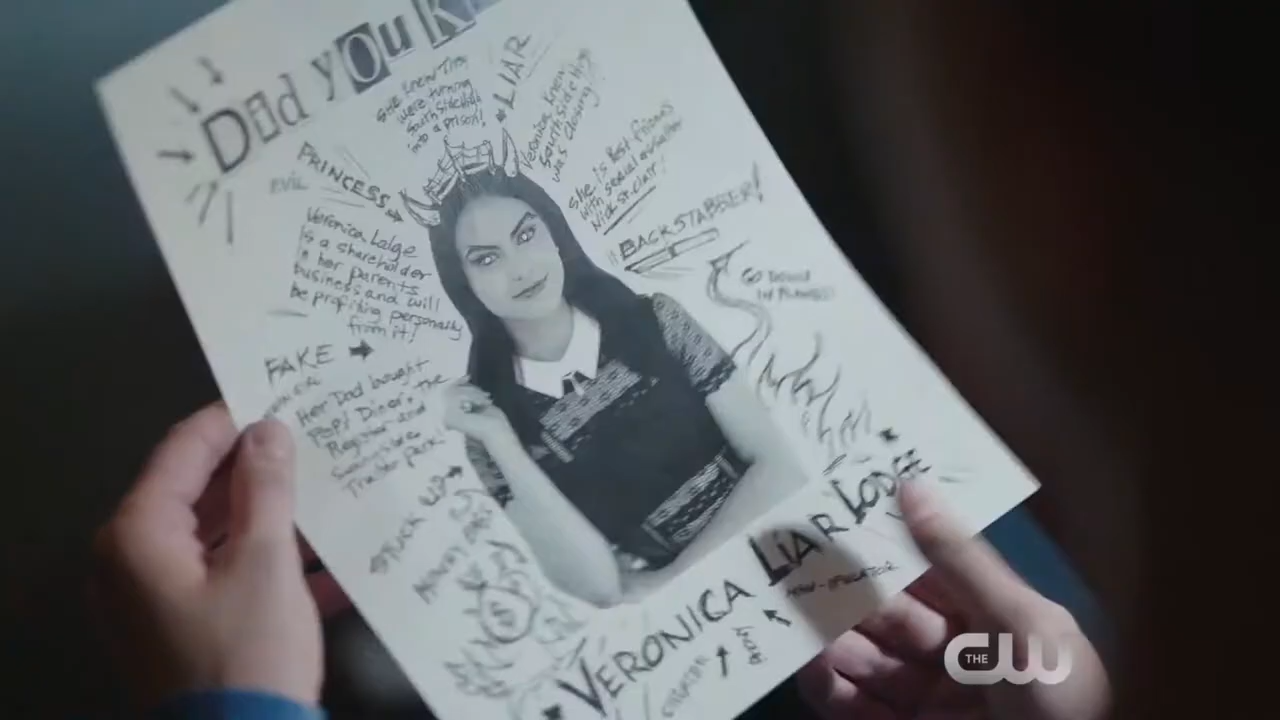 Did you K
SHE KNEW THEY
were turning
South Side High
into a prison!
LIAR
Veronica knew
South Side High
was closing!!
She is best friends
with sexual
Nick St. Clair!
BACKSTABBER!
GO DOWN
IN FLAMES!
PRINCESS
EVIL
Veronica Lodge
is a shareholder
in her parents
business and will
be profiting personally
from it!
FAKE
Her Dad bought
Pop's Diner, the
Register and
Sunnyside
Trailer Park!
STUCK UP
MONEY
$
VERONICA LIAR LODGE
THE CW